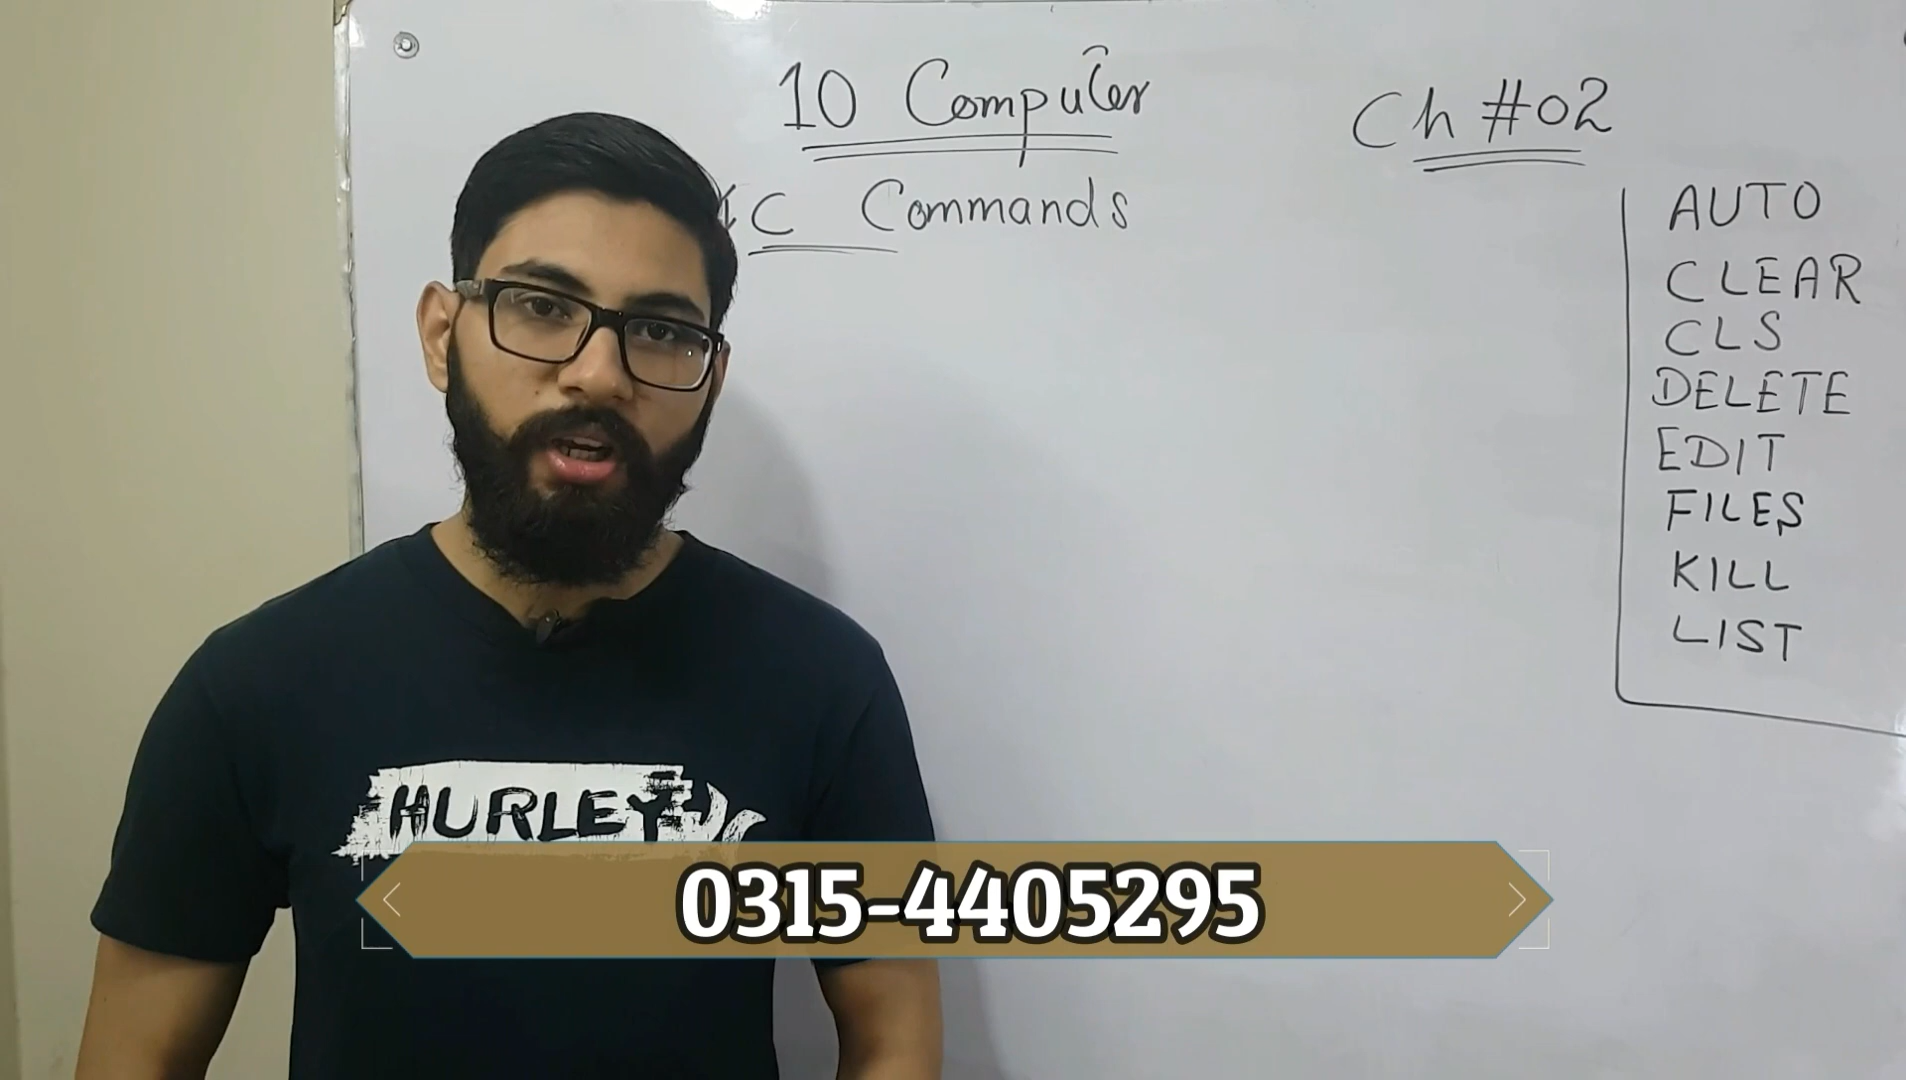 10 Computer
Ch #02
C Commands
AUTO
CLEAR
CLS
DELETE
EDIT
FILES
KILL
LIST
HURLEY
0315-4405295